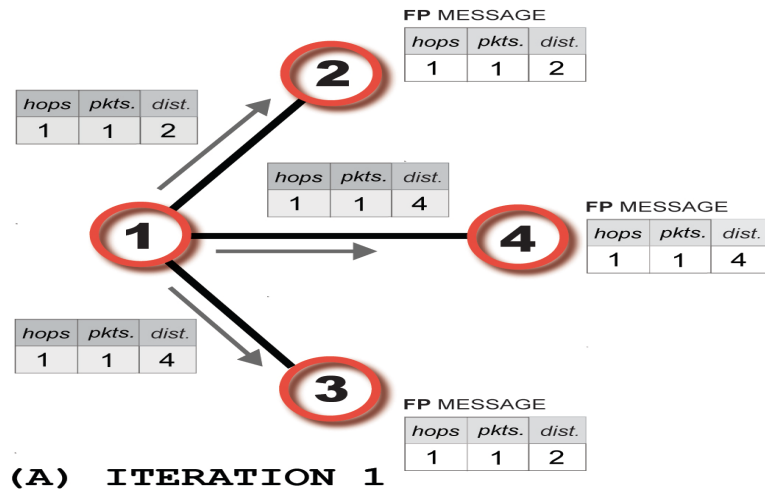 FP MESSAGE
hops pkts. dist.
1 1 2
2
hops pkts. dist.
1 1 2
hops pkts. dist.
1 1 4
1
4
FP MESSAGE
hops pkts. dist.
1 1 4
hops pkts. dist.
1 1 4
3
FP MESSAGE
hops pkts. dist.
1 1 2
(A) ITERATION 1